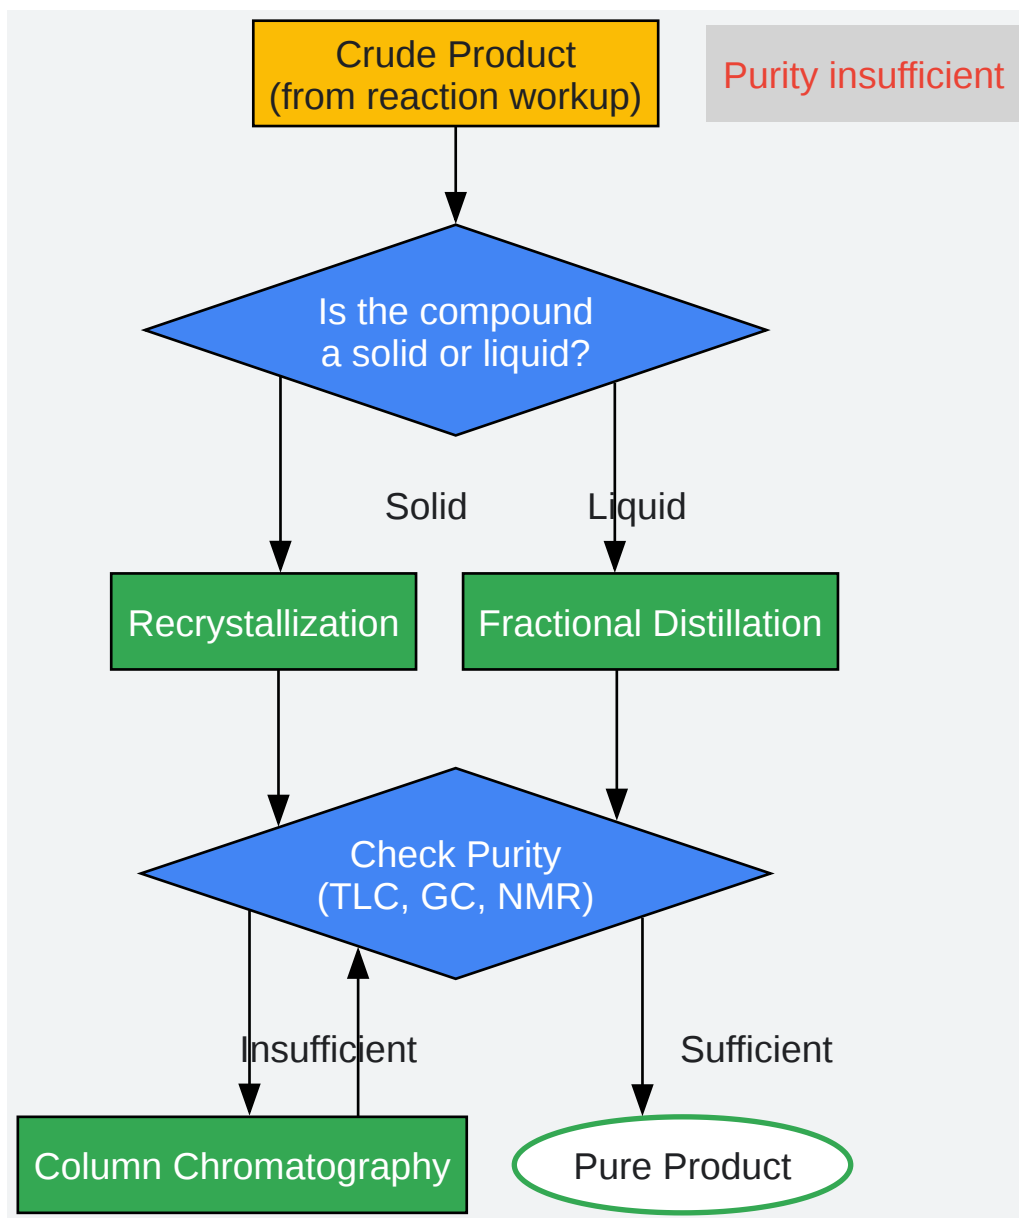 Crude Product
(from reaction workup)
Purity insufficient
Is the compound
a solid or liquid?
Solid
Liquid
Recrystallization
Fractional Distillation
Check Purity
(TLC, GC, NMR)
Insufficient
Sufficient
Column Chromatography
Pure Product